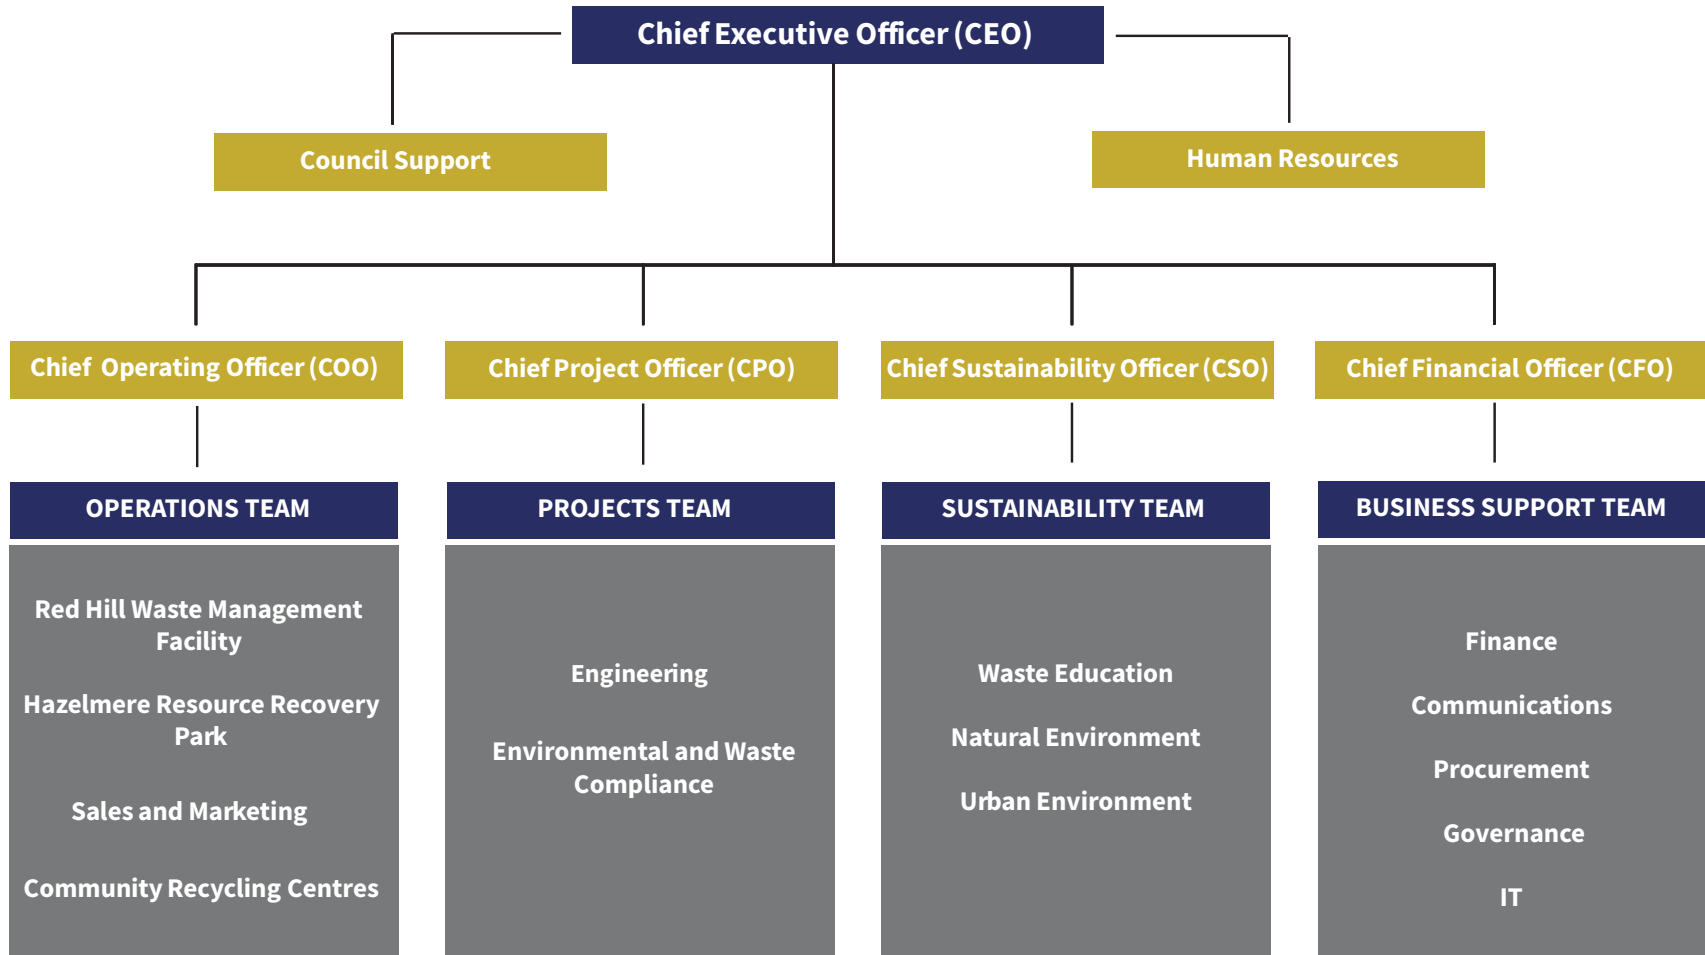 Chief Executive Officer (CEO)
Council Support
Human Resources
Chief Operating Officer (COO)
Chief Project Officer (CPO)
Chief Sustainability Officer (CSO)
Chief Financial Officer (CFO)
OPERATIONS TEAM
Red Hill Waste Management
Facility
Hazelmere Resource Recovery
Park
Sales and Marketing
Community Recycling Centres
PROJECTS TEAM
Engineering
Environmental and Waste
Compliance
SUSTAINABILITY TEAM
Waste Education
Natural Environment
Urban Environment
BUSINESS SUPPORT TEAM
Finance
Communications
Procurement
Governance
IT